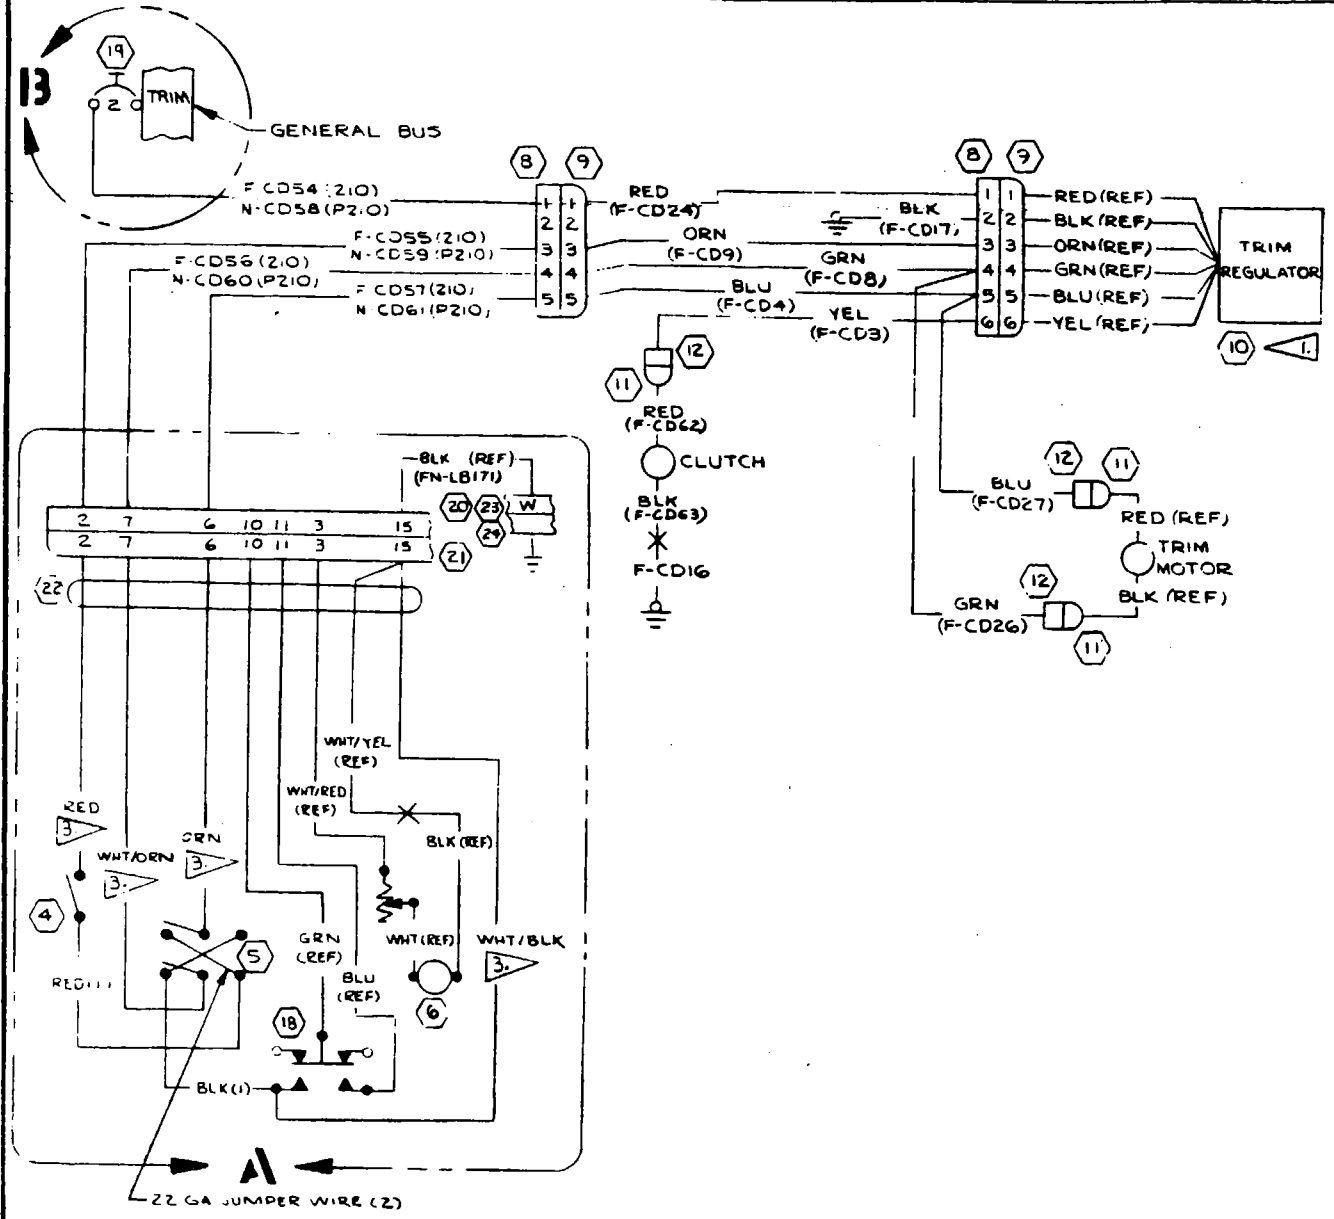 19
B
2
TRIM
GENERAL BUS
8
9
8
7
F-CD54 (210)
N-CD58 (P210)
RED
(F-CD24)
1 1
2 2
3 3
4 4
5 5
BLK
(F-CD17)
ORN
(F-CD9)
GRN
(F-CD8)
BLU
(F-CD4)
YEL
(F-CD3)
F-CD55 (210)
N-CD59 (P210)
F-CD56 (210)
N-CD60 (P210)
F-CD57 (210)
N-CD61 (P210)
1 1
2 2
3 3
4 4
5 5
6 6
RED (REF)
BLK (REF)
ORN (REF)
GRN (REF)
BLU (REF)
YEL (REF)
TRIM
REGULATOR
10
1.
12
11
RED
(F-CD62)
CLUTCH
BLK
(F-CD63)
F-CD16
12
11
BLU
(F-CD27)
RED (REF)
TRIM
MOTOR
BLK (REF)
12
GRN
(F-CD26)
11
BLK (REF)
(FN-LB171)
20
23
W
24
21
2 7 6 10 11 3 15
2 7 6 10 11 3 15
22
WHT/YEL
(REF)
WHT/RED
(REF)
BLK (REF)
RED
3.
WHT/ORN
3.
ORN
3.
4
5
GRN
(REF)
WHT (REF)
WHT/BLK
3.
BLU
(REF)
6
RED (1)
18
BLK (1)
A
22 GA JUMPER WIRE (2)